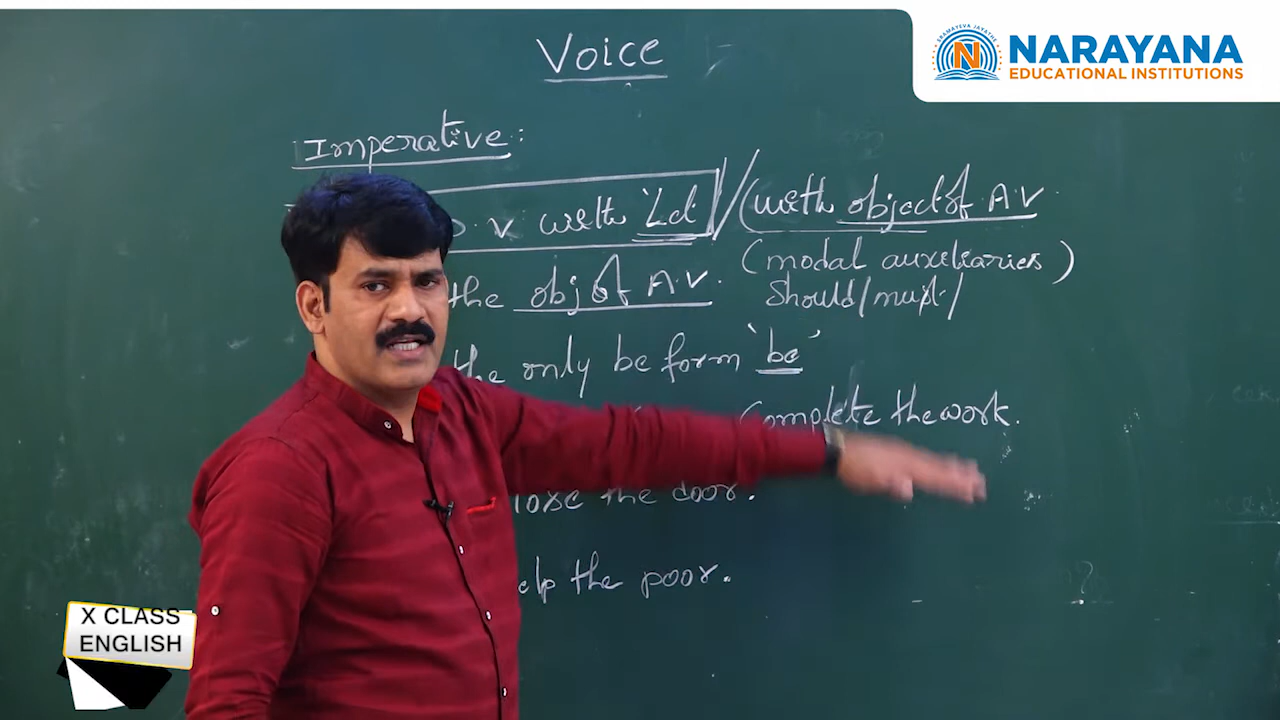 Voice
NARAYANA
EDUCATIONAL INSTITUTIONS
Imperative:
V with 'Let // (with object of A.V
the obj of A.V. (modal auxiliaries)
Should/must/
the only be form 'be'
Complete the work.
lose the door.
elp the poor.
X CLASS
ENGLISH